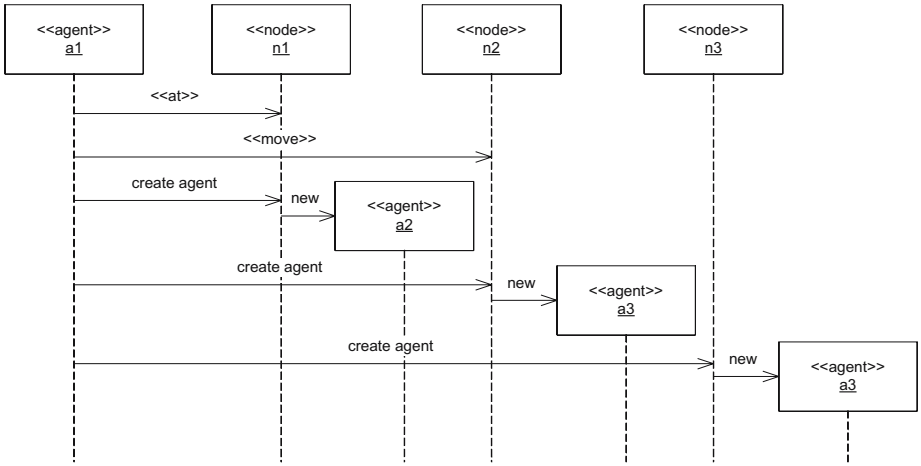 <<agent>>
a1
<<node>>
n1
<<node>>
n2
<<node>>
n3
<<at>>
<<move>>
create agent
new
<<agent>>
a2
create agent
new
<<agent>>
a3
create agent
new
<<agent>>
a3